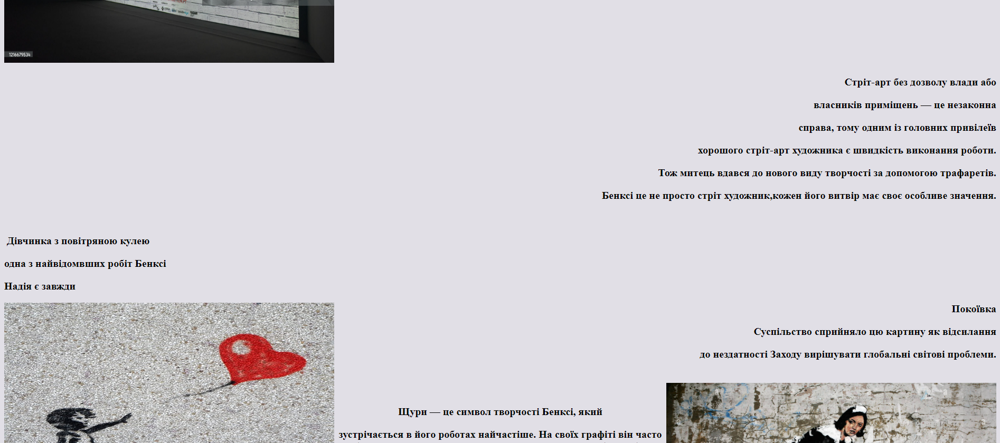 RADAR
1216679534
Стріт-арт без дозволу влади або
власників приміщень — це незаконна
справа, тому одним із головних привілеїв
хорошого стріт-арт художника є швидкість виконання роботи.
Тож митець вдався до нового виду творчості за допомогою трафаретів.
Бенксі це не просто стріт художник,кожен його витвір має своє особливе значення.
Дівчинка з повітряною кулею
одна з найвідомвших робіт Бенксі
Надія є завжди
Покоївка
Суспільство сприйняло цю картину як відсилання
до нездатності Заходу вирішувати глобальні світові проблеми.
Щури — це символ творчості Бенксі, який
зустрічається в його роботах найчастіше. На своїх графіті він часто